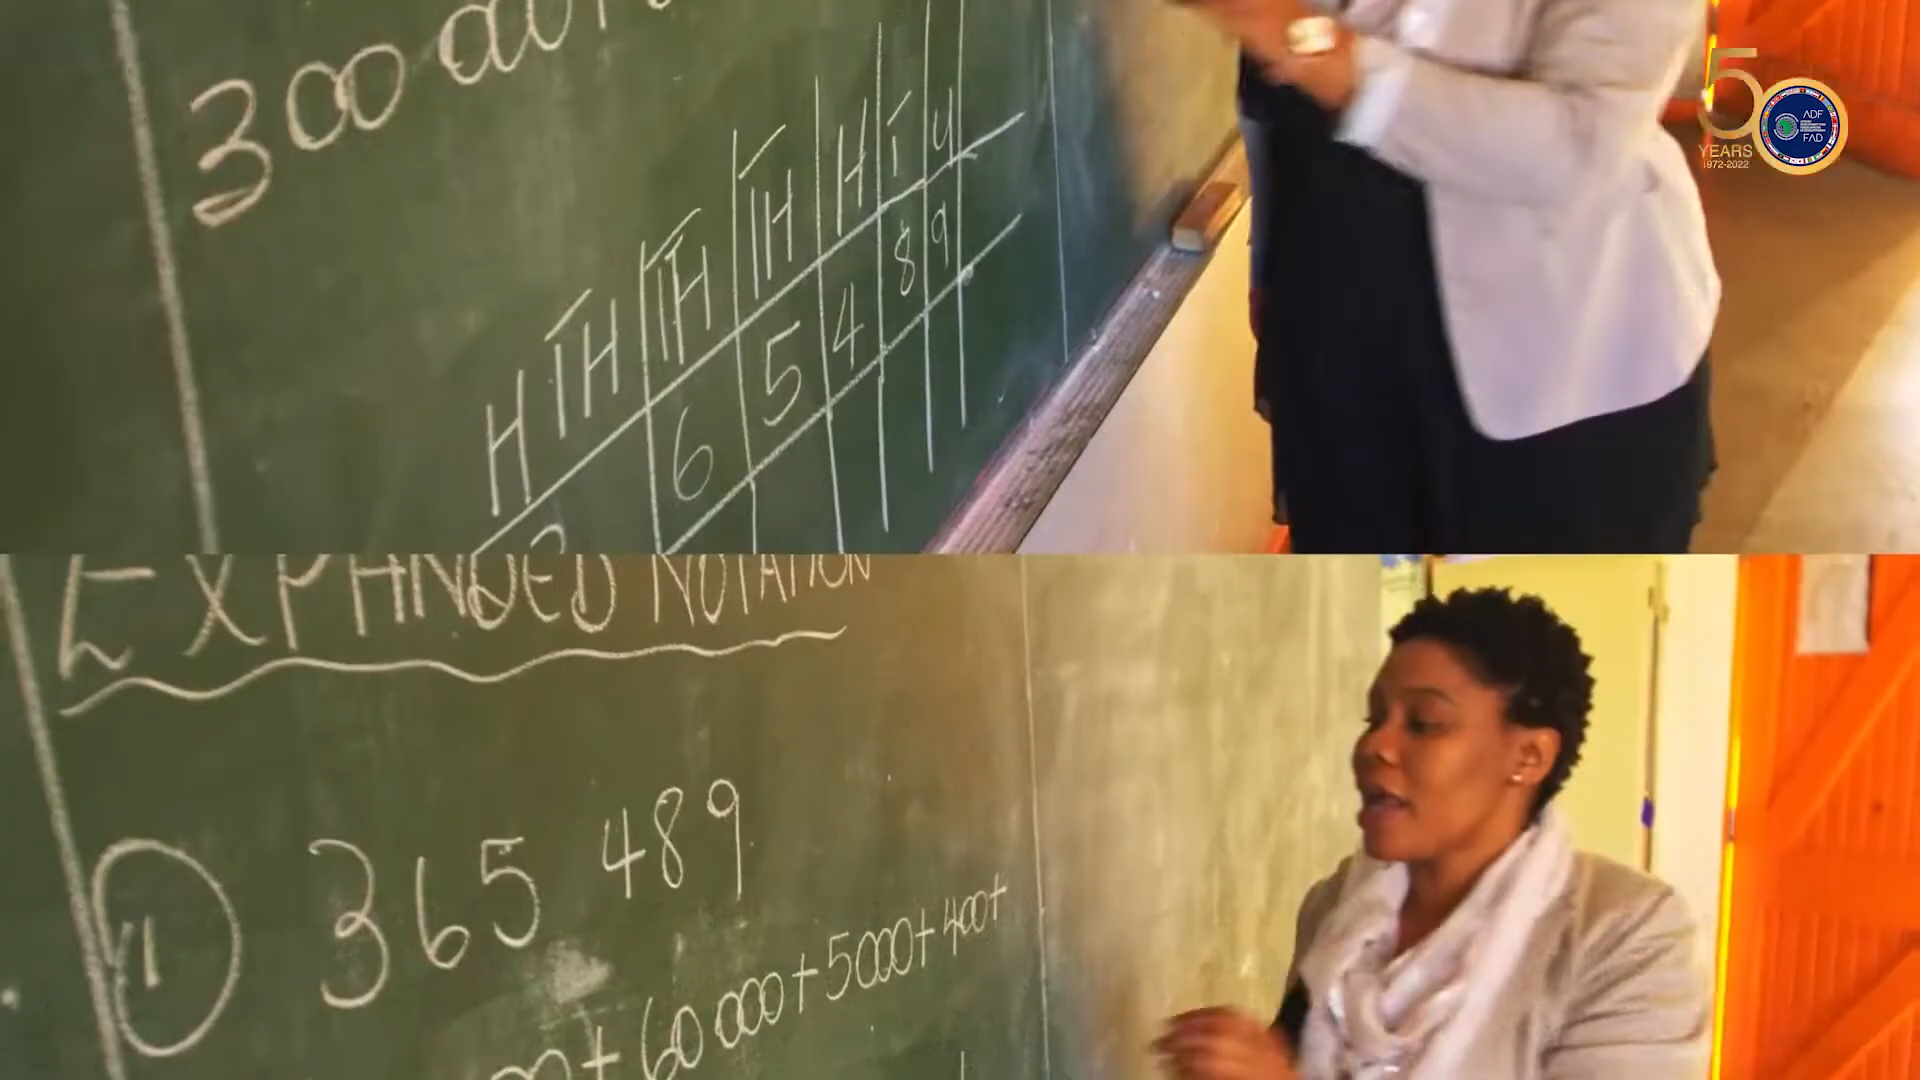 300 000
H TH TTH TH H T U
6 5 4 8 9
50
YEARS
1972-2022
ADF
FAD
EXPANDED NOTATION
1 365 489
00 + 60 000 + 5000 + 400 +